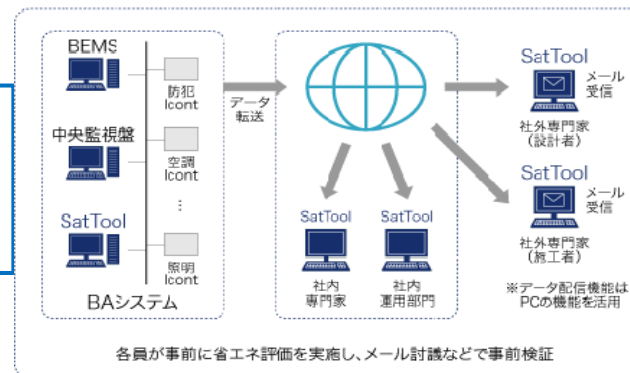 BEMS
防犯
Icont
中央監視盤
空調
Icont
⋮
SatTool
照明
Icont
BAシステム
データ
転送
SatTool
社内
専門家
SatTool
社内
運用部門
SatTool
メール
受信
社外専門家
(設計者)
SatTool
メール
受信
社外専門家
(施工者)
※データ配信機能は
PCの機能を活用
各員が事前に省エネ評価を実施し、メール討議などで事前検証